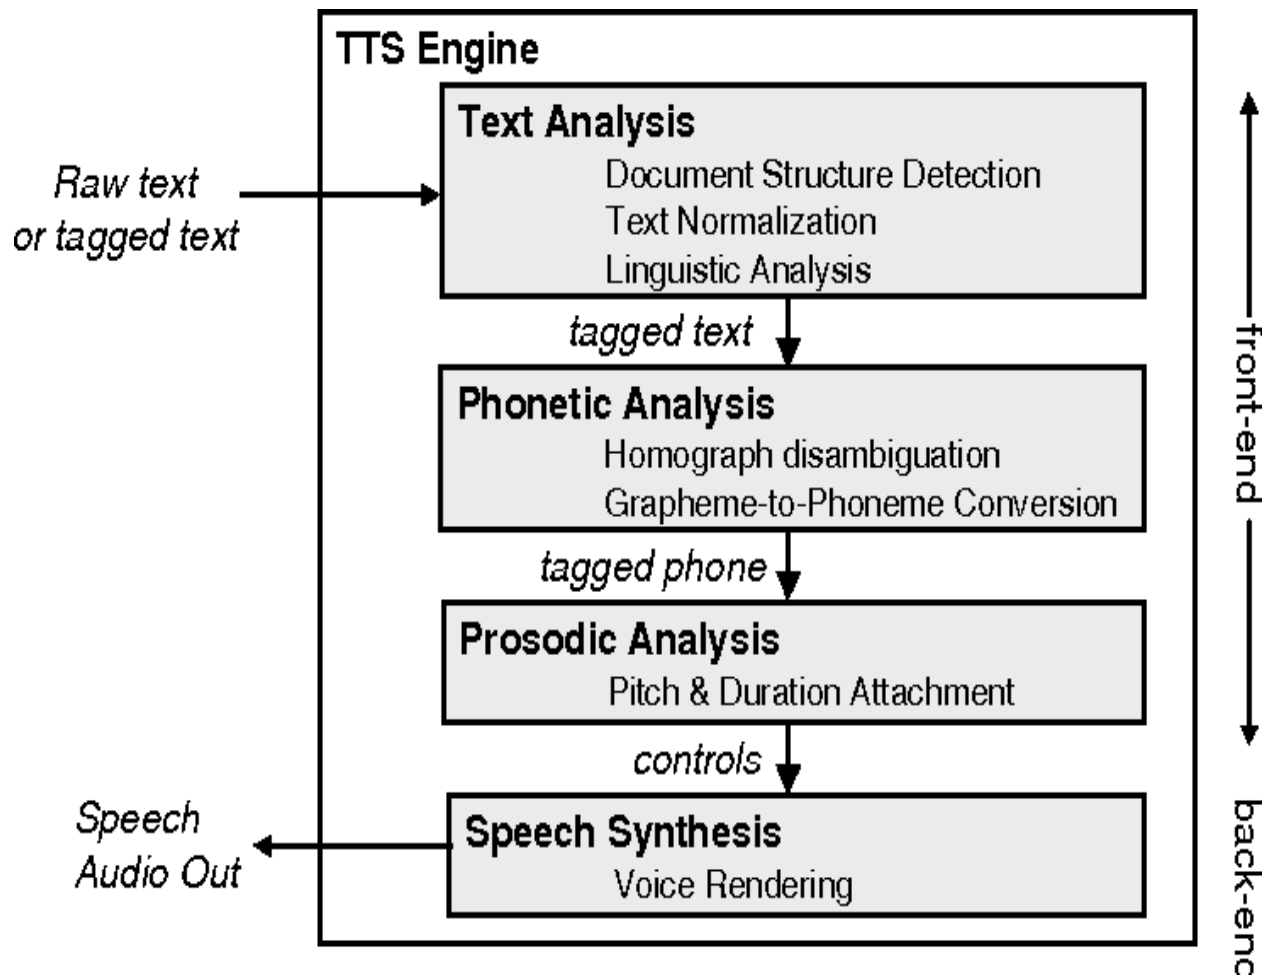 TTS Engine
Text Analysis
Document Structure Detection
Text Normalization
Linguistic Analysis
Raw text
or tagged text
tagged text
Phonetic Analysis
Homograph disambiguation
Grapheme-to-Phoneme Conversion
tagged phone
Prosodic Analysis
Pitch & Duration Attachment
controls
Speech Synthesis
Voice Rendering
Speech
Audio Out
front-end
back-end